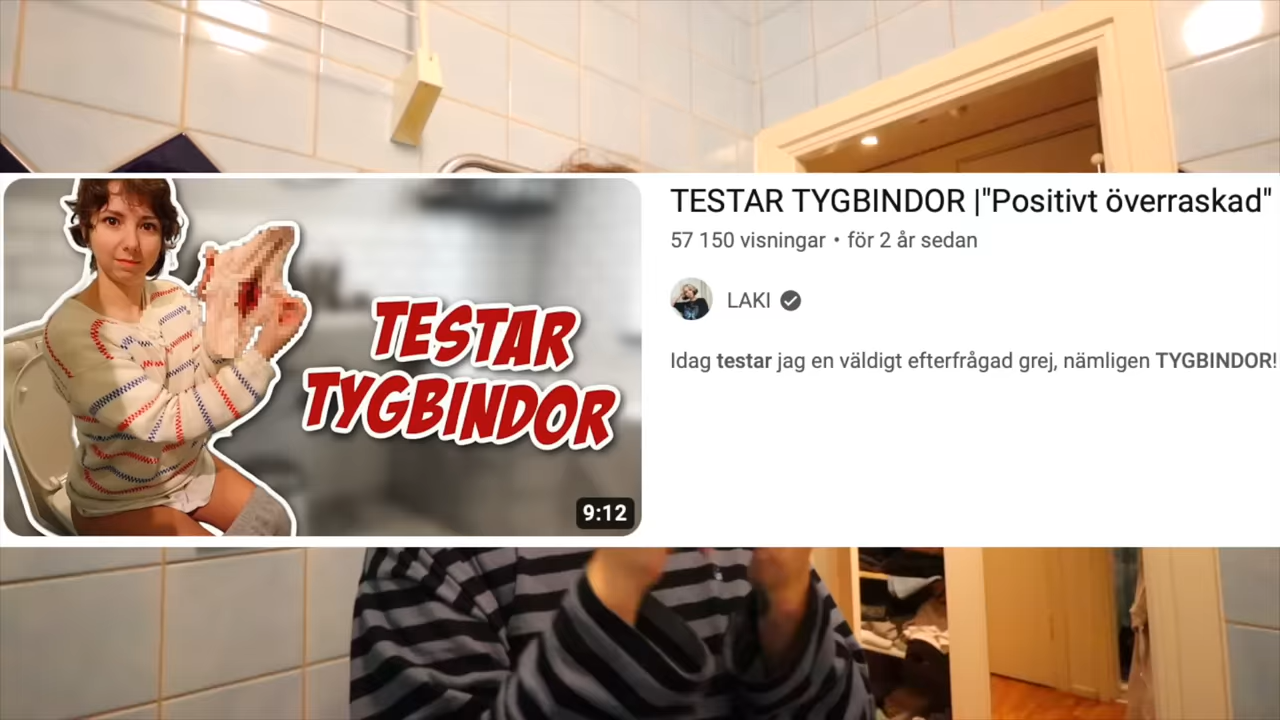 TESTAR TYGBINDOR |"Positivt överraskad"
57 150 visningar • för 2 år sedan
LAKI
Idag testar jag en väldigt efterfrågad grej, nämligen TYGBINDOR!
TESTAR
TYGBINDOR
9:12